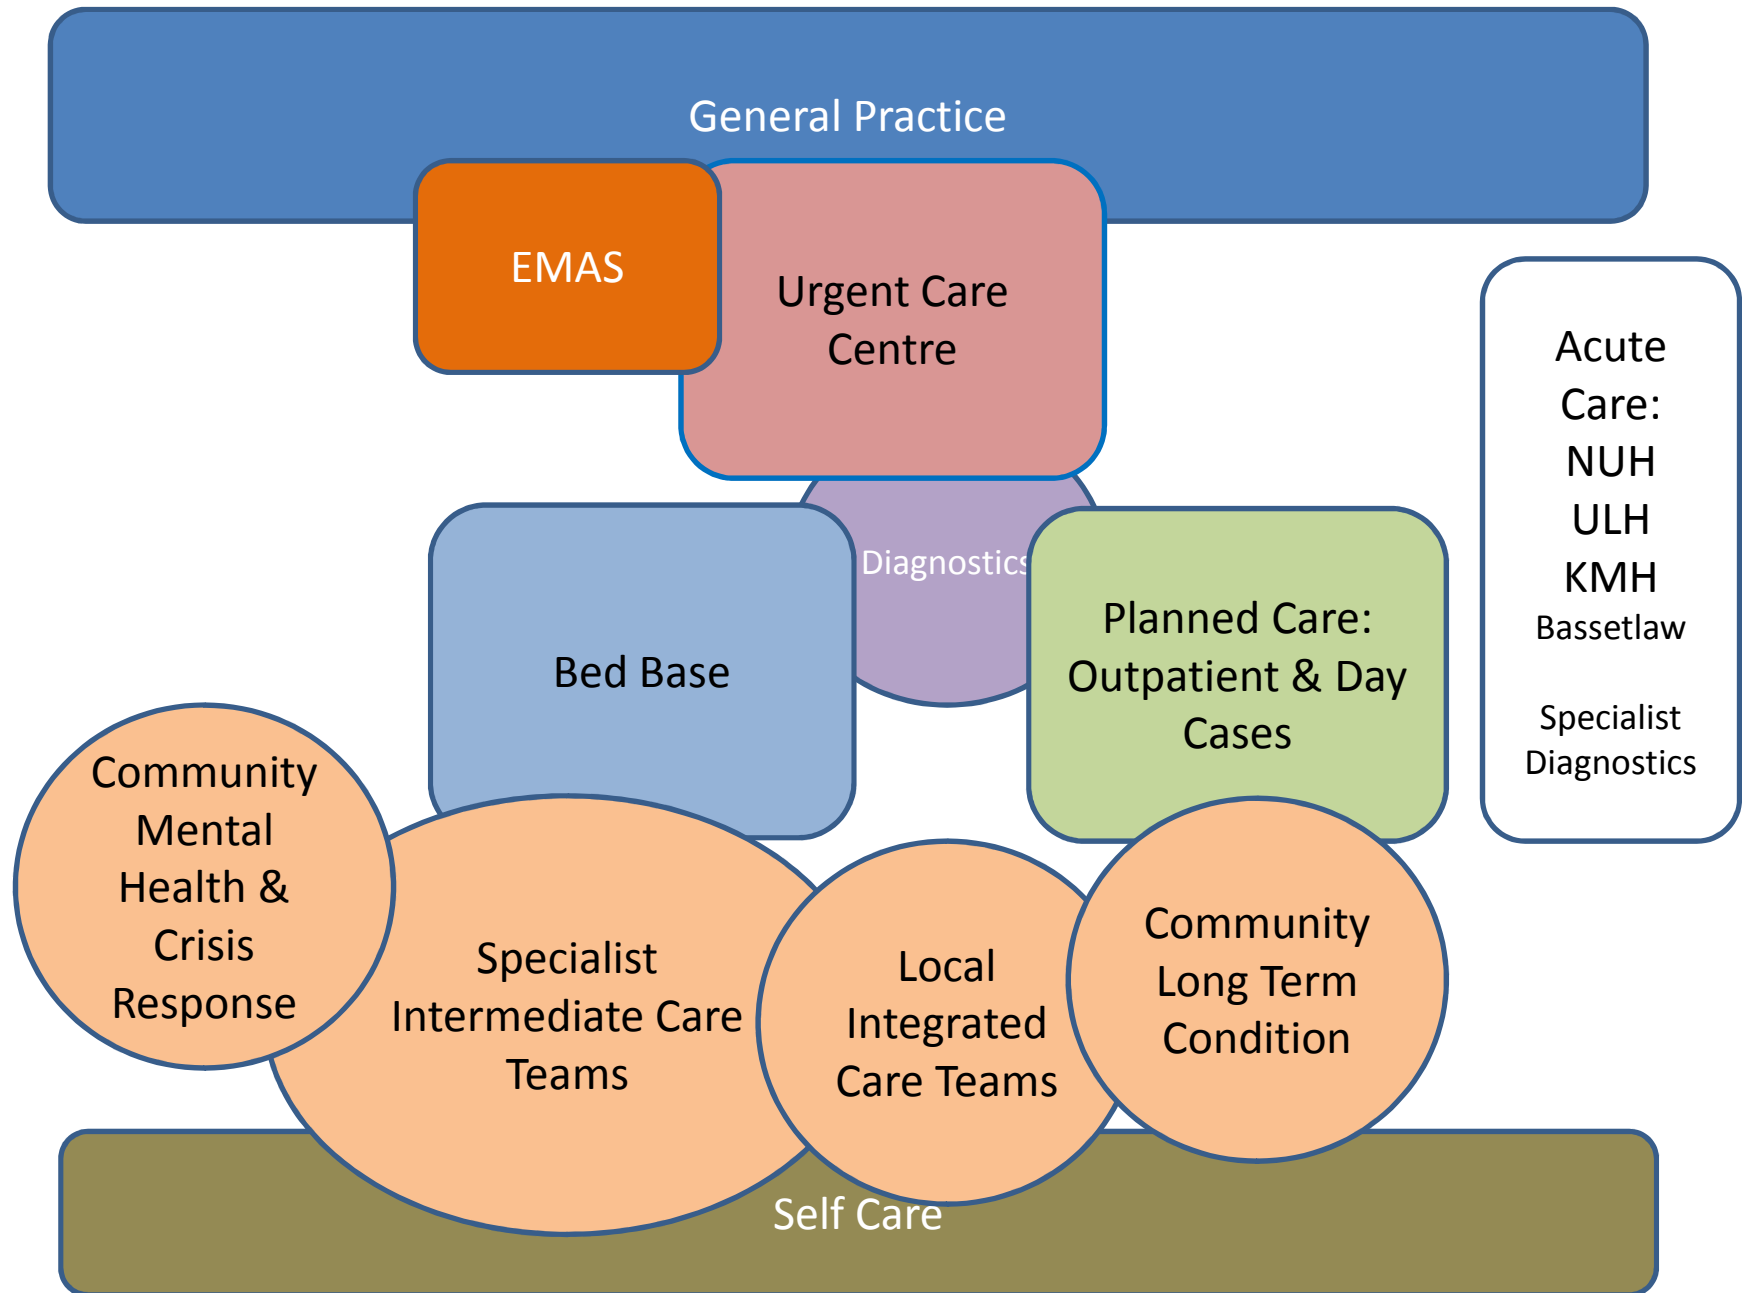 General Practice
EMAS
Urgent Care
Centre
Acute
Care:
NUH
ULH
KMH
Bassetlaw
Specialist
Diagnostics
Diagnostics
Bed Base
Planned Care:
Outpatient & Day
Cases
Community
Mental
Health &
Crisis
Response
Specialist
Intermediate Care
Teams
Local
Integrated
Care Teams
Community
Long Term
Condition
Self Care